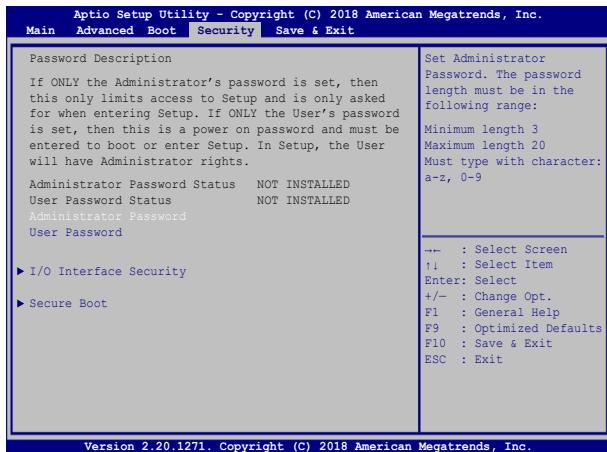 Aptio Setup Utility - Copyright (C) 2018 American Megatrends, Inc.
Main Advanced Boot Security Save & Exit
Password Description
If ONLY the Administrator's password is set, then
this only limits access to Setup and is only asked
for when entering Setup. If ONLY the User's password
is set, then this is a power on password and must be
entered to boot or enter Setup. In Setup, the User
will have Administrator rights.
Administrator Password Status NOT INSTALLED
User Password Status NOT INSTALLED
Administrator Password
User Password
▶ I/O Interface Security
▶ Secure Boot
Set Administrator
Password. The password
length must be in the
following range:
Minimum length 3
Maximum length 20
Must type with character:
a-z, 0-9
→← : Select Screen
↑↓ : Select Item
Enter: Select
+/— : Change Opt.
F1 : General Help
F9 : Optimized Defaults
F10 : Save & Exit
ESC : Exit
Version 2.20.1271. Copyright (C) 2018 American Megatrends, Inc.